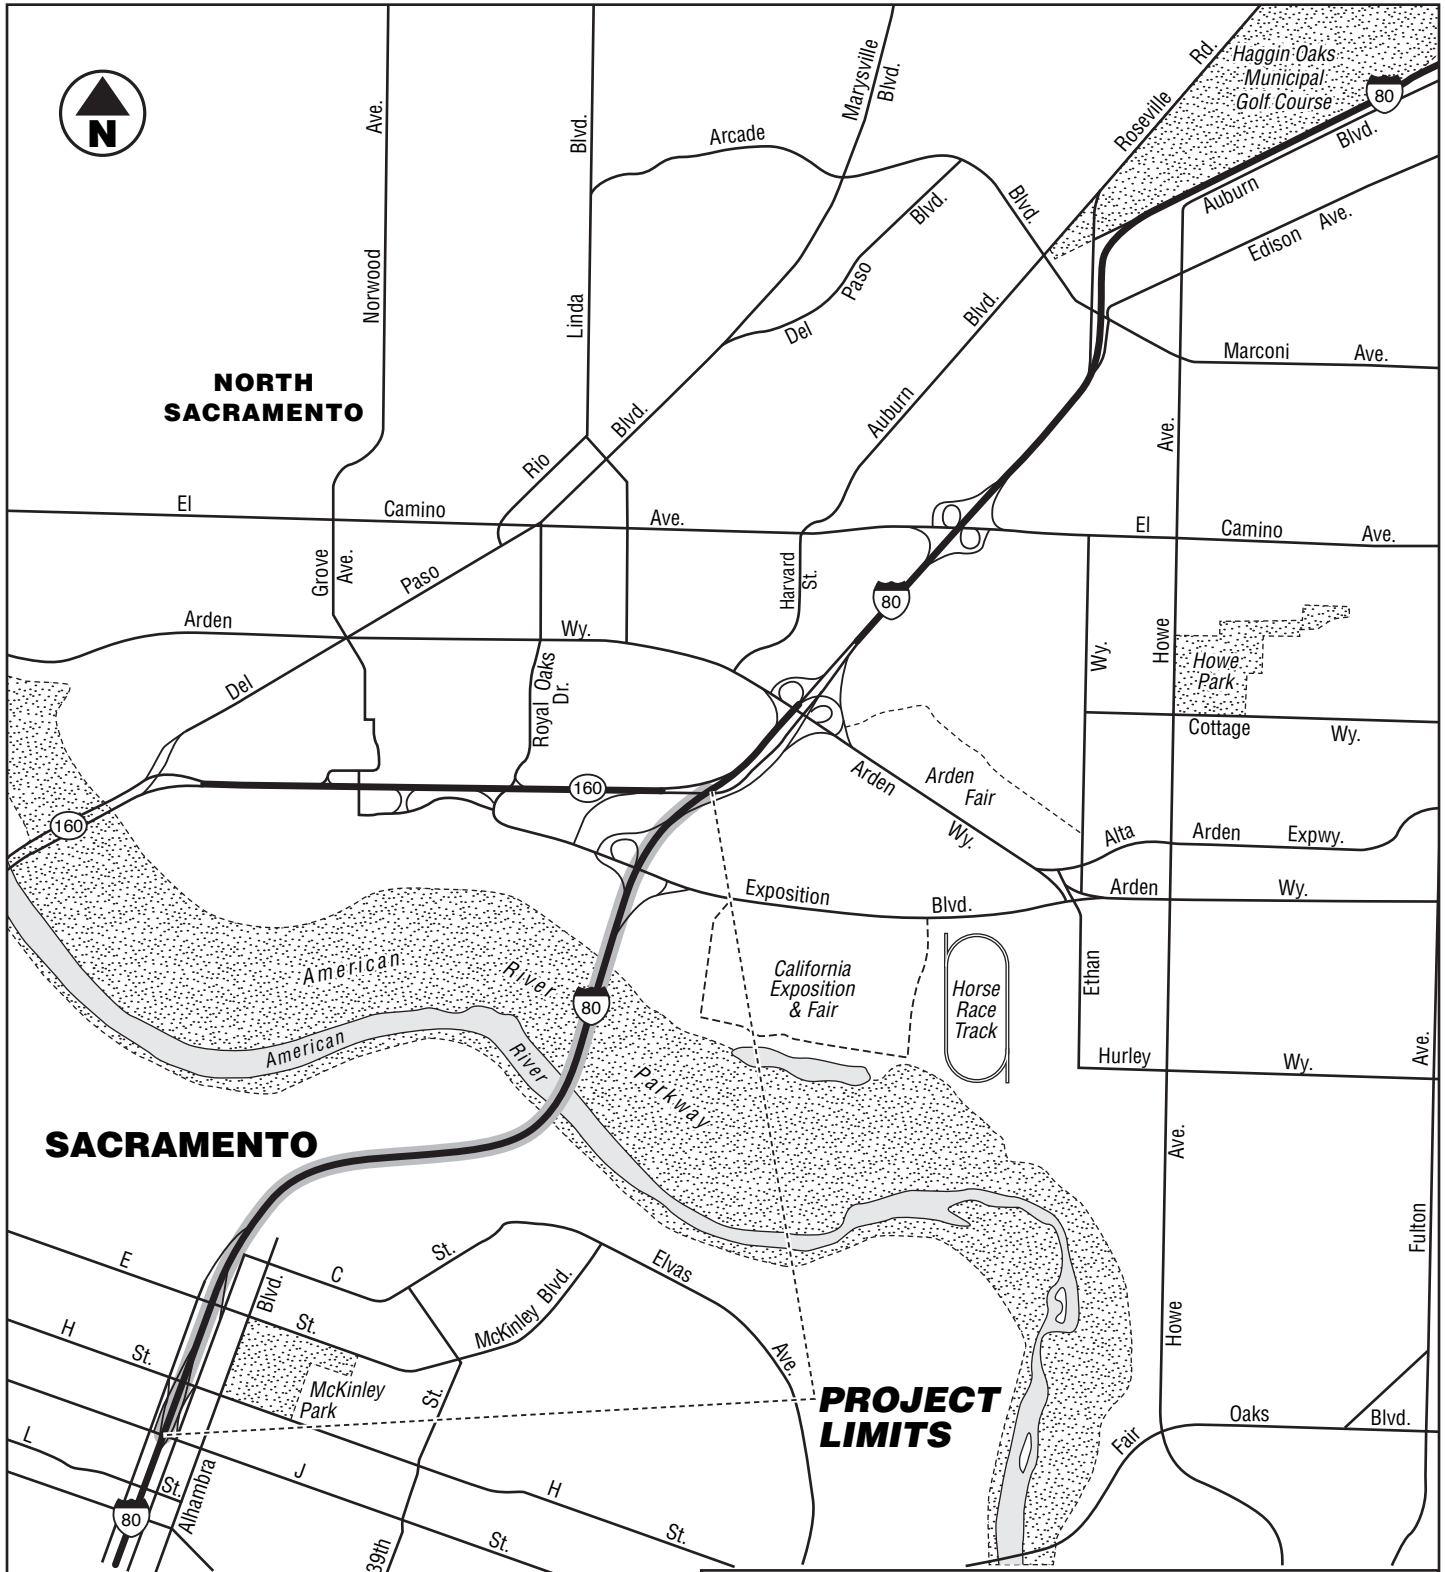 N
Ave.
Blvd.
Marysville
Blvd.
Arcade
Roseville
Rd.
Haggin Oaks
Municipal
Golf Course
80
Blvd.
Auburn
Edison Ave.
Blvd.
Blvd.
Paso
Del
Norwood
Linda
Blvd.
Auburn
Marconi Ave.
NORTH
SACRAMENTO
Blvd.
Rio
Ave.
El Camino Ave.
El Camino Ave.
Grove
Ave.
Paso
Harvard
St.
80
Arden Wy.
Del
Royal Oaks
Dr.
Wy.
Howe
Howe
Park
Cottage Wy.
160
160
Arden
Wy.
Arden
Fair
Alta Arden Expwy.
Exposition Blvd.
Arden Wy.
American
River
Parkway
80
California
Exposition
& Fair
Horse
Race
Track
Ethan
American
River
Hurley Wy.
Ave.
SACRAMENTO
Ave.
Fulton
Howe
E
St.
C
St.
Blvd.
McKinley Blvd.
Elvas
Ave.
H
St.
McKinley
Park
St.
PROJECT
LIMITS
L
St.
J
St.
H
St.
Fair Oaks Blvd.
80
Alhambra
39th